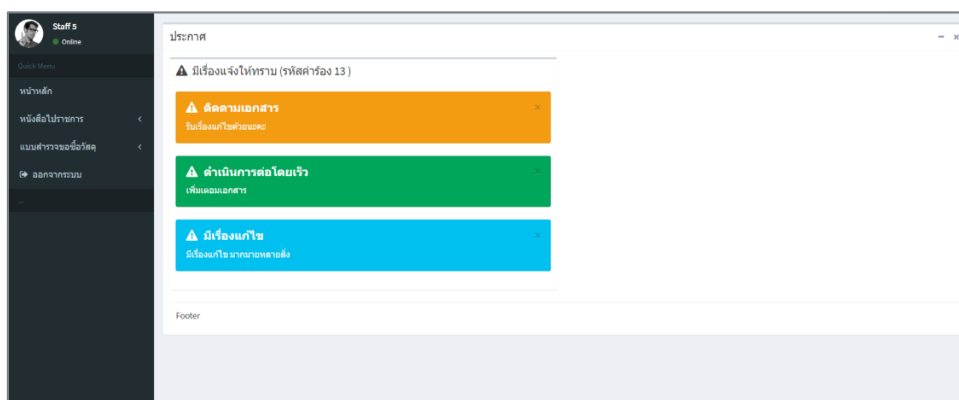 Staff 5
Online
Quick Menu
หน้าหลัก
หนังสือไปราชการ
แบบสำรวจขอซื้อวัสดุ
ออกจากระบบ
...
ประกาศ
มีเรื่องแจ้งให้ทราบ (รหัสคำร้อง 13 )
ติดตามเอกสาร
รับเรื่องแก้ไขด้วยนะคะ
ดำเนินการต่อโดยเร็ว
เพิ่มเดอมเอกสาร
มีเรื่องแก้ไข
มีเรื่องแก้ไข มากมายหลายสิ่ง
Footer